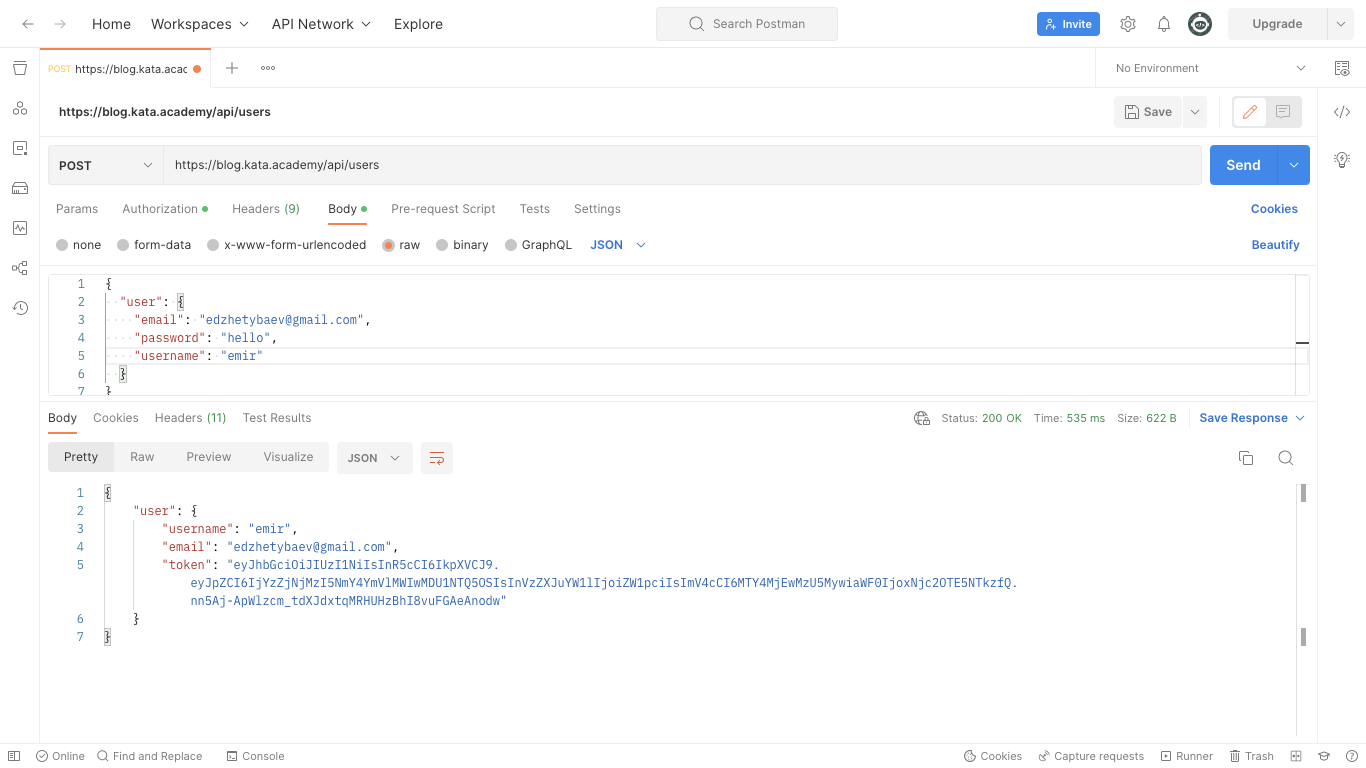 Home Workspaces API Network Explore Search Postman Invite Upgrade
POST https://blog.kata.acac No Environment
https://blog.kata.academy/api/users Save
POST https://blog.kata.academy/api/users Send
Params Authorization Headers (9) Body Pre-request Script Tests Settings Cookies
none form-data x-www-form-urlencoded raw binary GraphQL JSON Beautify
1 {
2 "user": {
3 "email": "edzhetybaev@gmail.com",
4 "password": "hello",
5 "username": "emir"
6 }
7 }
Body Cookies Headers (11) Test Results Status: 200 OK Time: 535 ms Size: 622 B Save Response
Pretty Raw Preview Visualize JSON
1 {
2 "user": {
3 "username": "emir",
4 "email": "edzhetybaev@gmail.com",
5 "token": "eyJhbGciOiJIUzI1NiIsInR5cCI6IkpXVCJ9.
eyJpZCI6IjYzZjNjMzI5NmY4YmVlMWIwMDU1NTQ5OSIsInVzZXJuYW1lIjoiZW1pciIsImV4cCI6MTY4MjEwMzU5MywiaWF0IjoxNjc2OTE5NTkzfQ.
nn5Aj-ApWlzcm_tdXJdxtqMRHUHzBhI8vuFGAeAnodw"
6 }
7 }
Online Find and Replace Console Cookies Capture requests Runner Trash